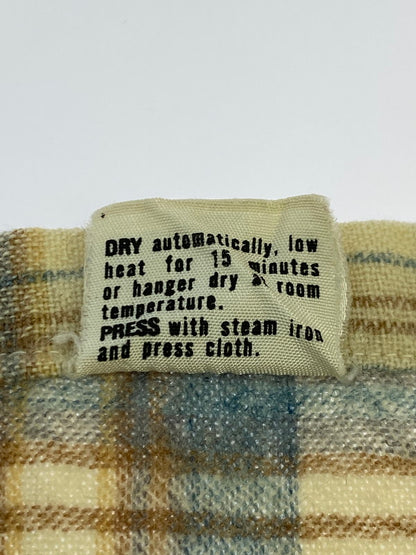 DRY automatically, low
heat for 15 minutes
or hanger dry at room
temperature.
PRESS with steam iron
and press cloth.